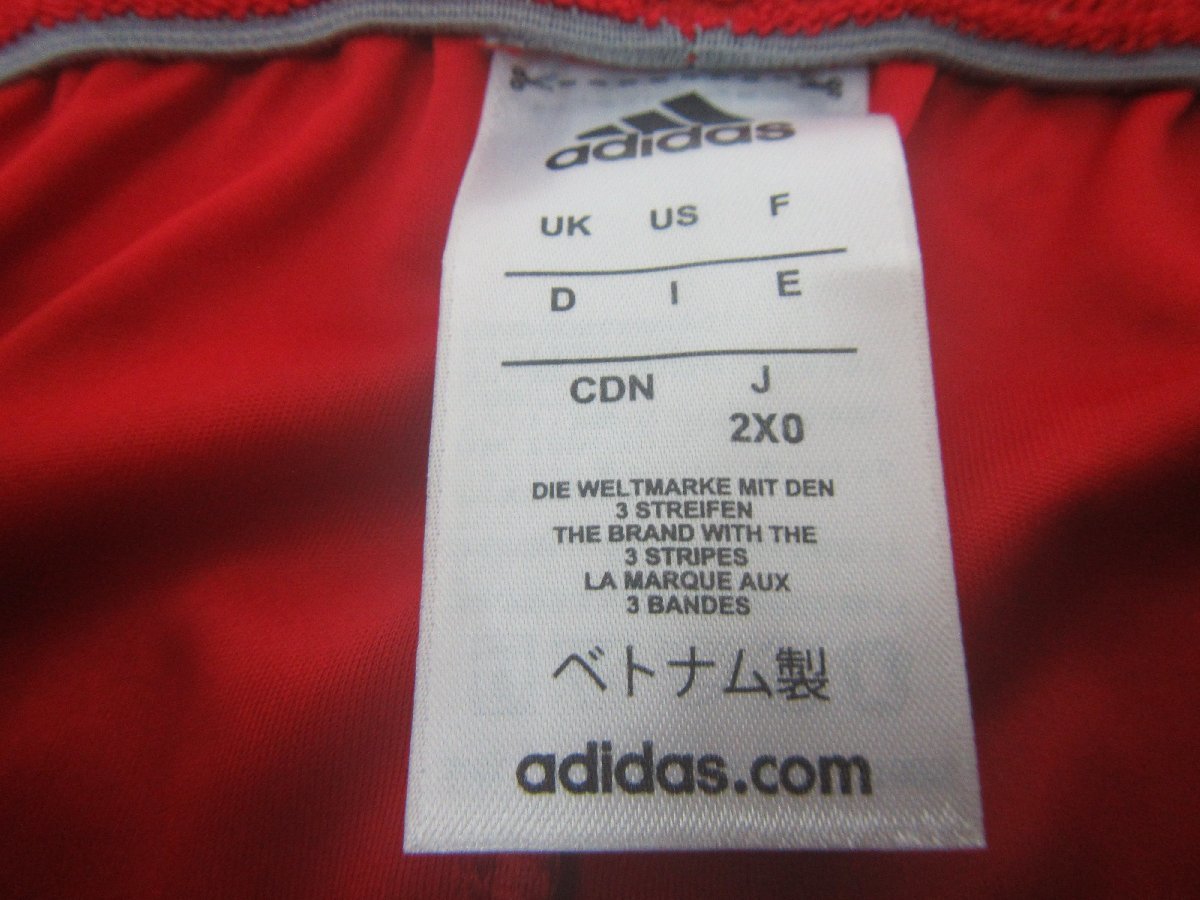 adidas
UK US F
D I E
CDN J
2X0
DIE WELTMARKE MIT DEN
3 STREIFEN
THE BRAND WITH THE
3 STRIPES
LA MARQUE AUX
3 BANDES
ベトナム製
adidas.com